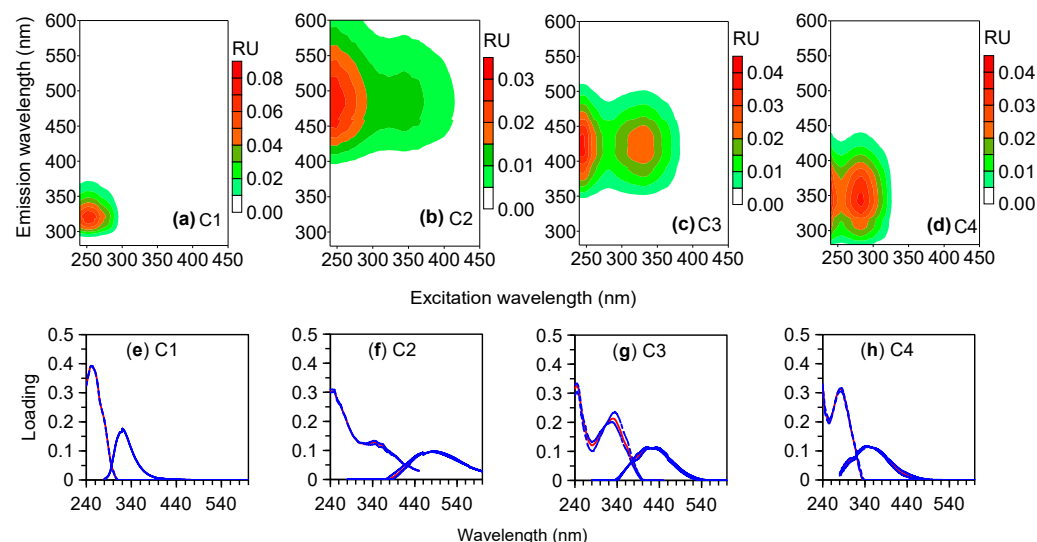 Emission wavelength (nm)
600
550
500
450
400
350
300
250 300 350 400 450
(a) C1
RU
0.08
0.06
0.04
0.02
0.00
600
550
500
450
400
350
300
250 300 350 400 450
(b) C2
RU
0.03
0.02
0.01
0.00
600
550
500
450
400
350
300
250 300 350 400 450
(c) C3
RU
0.04
0.03
0.02
0.01
0.00
600
550
500
450
400
350
300
250 300 350 400 450
(d) C4
RU
0.04
0.03
0.02
0.01
0.00
Excitation wavelength (nm)
Loading
0.5
0.4
0.3
0.2
0.1
0
240 340 440 540
(e) C1
0.5
0.4
0.3
0.2
0.1
0
240 340 440 540
(f) C2
0.5
0.4
0.3
0.2
0.1
0
240 340 440 540
(g) C3
0.5
0.4
0.3
0.2
0.1
0
240 340 440 540
(h) C4
Wavelength (nm)